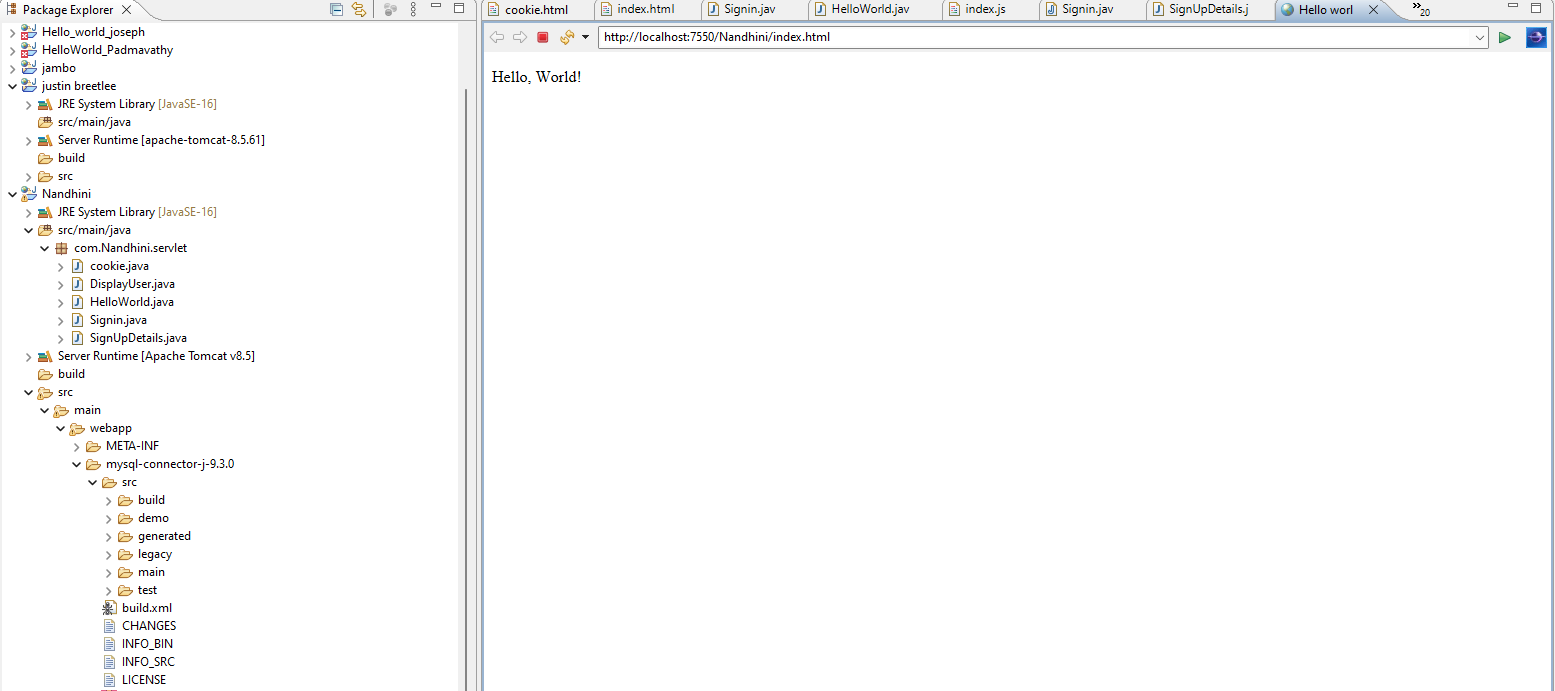 Package Explorer
Hello_world_joseph
HelloWorld_Padmavathy
jambo
justin breetlee
JRE System Library [JavaSE-16]
src/main/java
Server Runtime [apache-tomcat-8.5.61]
build
src
Nandhini
JRE System Library [JavaSE-16]
src/main/java
com.Nandhini.servlet
cookie.java
DisplayUser.java
HelloWorld.java
Signin.java
SignUpDetails.java
Server Runtime [Apache Tomcat v8.5]
build
src
main
webapp
META-INF
mysql-connector-j-9.3.0
src
build
demo
generated
legacy
main
test
build.xml
CHANGES
INFO_BIN
INFO_SRC
LICENSE
cookie.html index.html Signin.jav HelloWorld.jav index.js Signin.jav SignUpDetails.j Hello worl 20
http://localhost:7550/Nandhini/index.html
Hello, World!